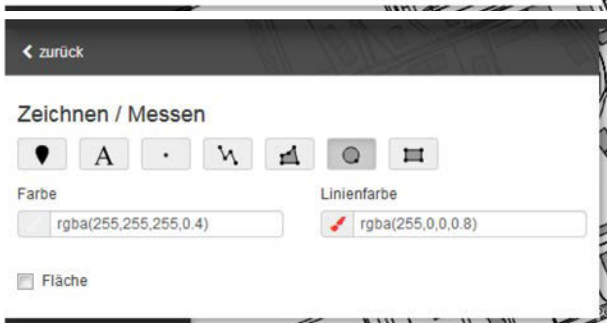 zurück
Zeichnen / Messen
A
Farbe
Linienfarbe
rgba(255,255,255,0.4)
rgba(255,0,0,0.8)
Fläche